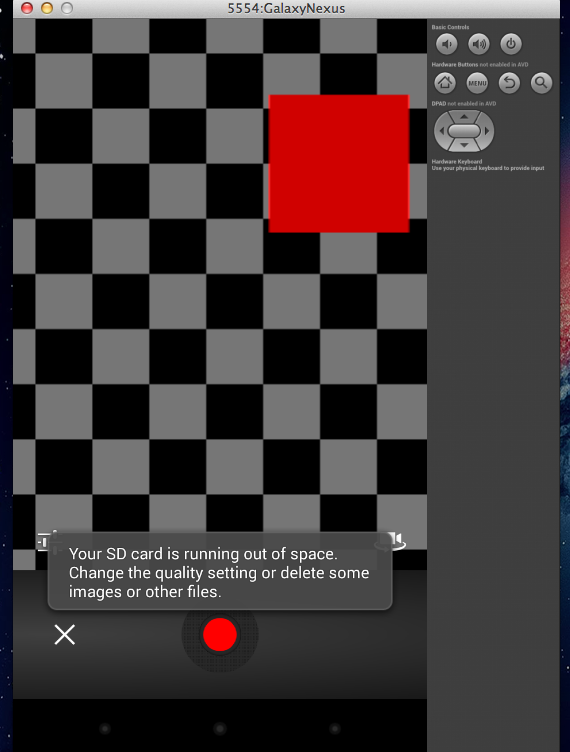 5554:GalaxyNexus
Basic Controls
Hardware Buttons not enabled in AVD
MENU
DPAD not enabled in AVD
Hardware Keyboard
Use your physical keyboard to provide input
Your SD card is running out of space.
Change the quality setting or delete some
images or other files.